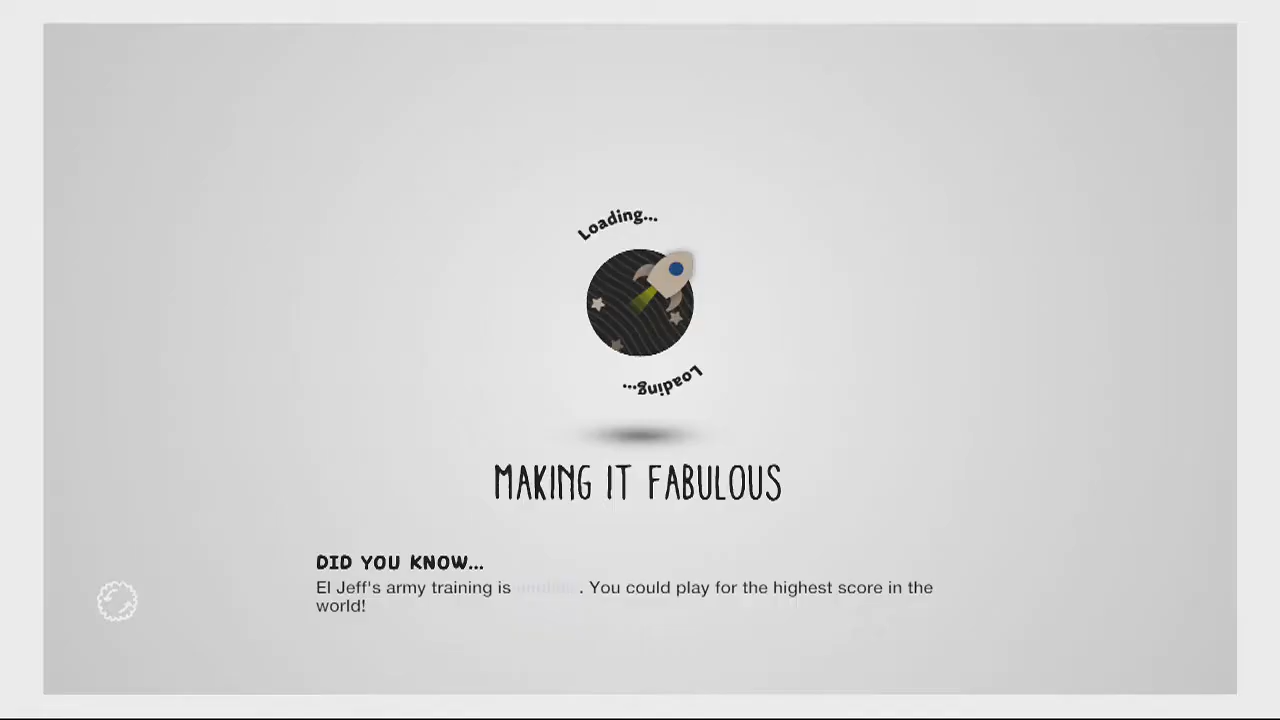 Loading...
Loading...
MAKING IT FABULOUS
DID YOU KNOW...
El Jeff's army training is . You could play for the highest score in the
world!